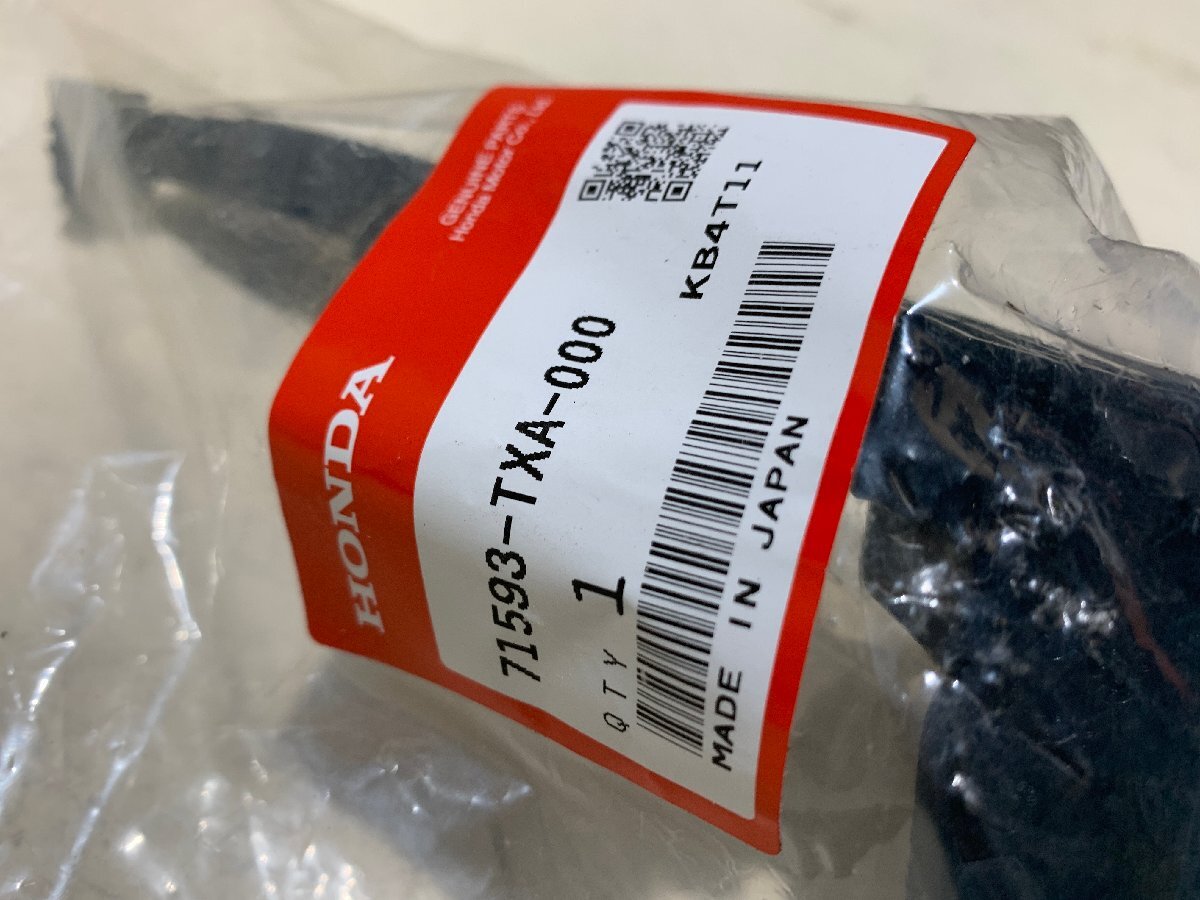 GENUINE PARTS
Honda Motor Co., Ltd.
HONDA
KB4T11
71593-TXA-000
QTY 1
MADE IN JAPAN